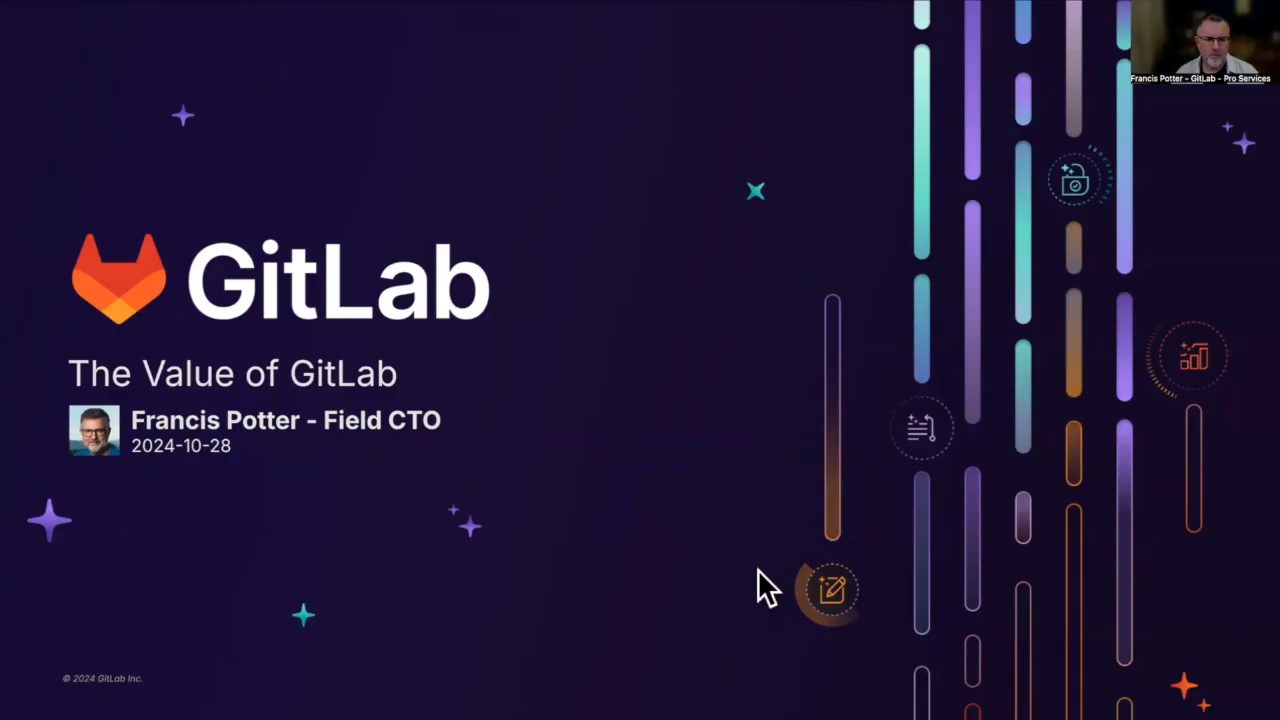 Francis Potter - GitLab - Pro Services
GitLab
The Value of GitLab
Francis Potter - Field CTO
2024-10-28
© 2024 GitLab Inc.